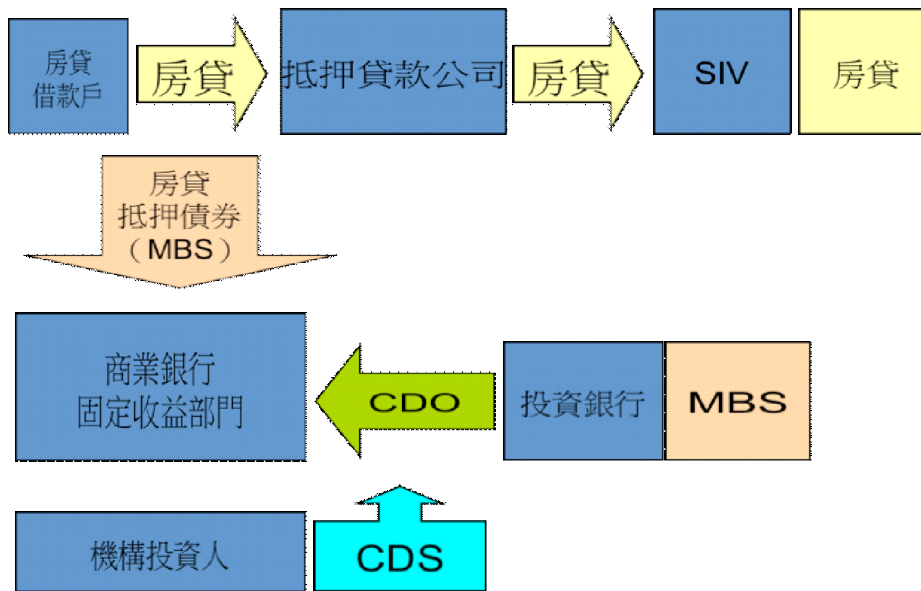 房貸
借款戶
房貸
抵押貸款公司
房貸
SIV
房貸
房貸
抵押債券
（MBS）
商業銀行
固定收益部門
CDO
投資銀行
MBS
機構投資人
CDS